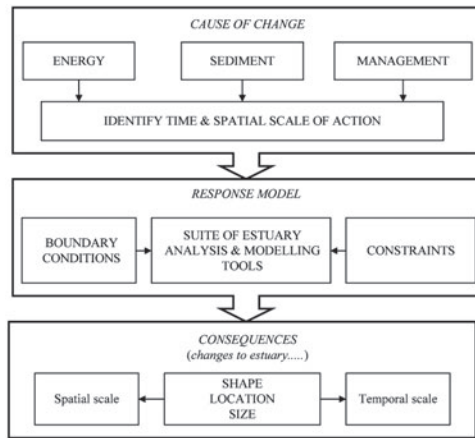 CAUSE OF CHANGE
ENERGY
SEDIMENT
MANAGEMENT
IDENTIFY TIME & SPATIAL SCALE OF ACTION
RESPONSE MODEL
BOUNDARY
CONDITIONS
SUITE OF ESTUARY
ANALYSIS & MODELLING
TOOLS
CONSTRAINTS
CONSEQUENCES
(changes to estuary.....)
Spatial scale
SHAPE
LOCATION
SIZE
Temporal scale